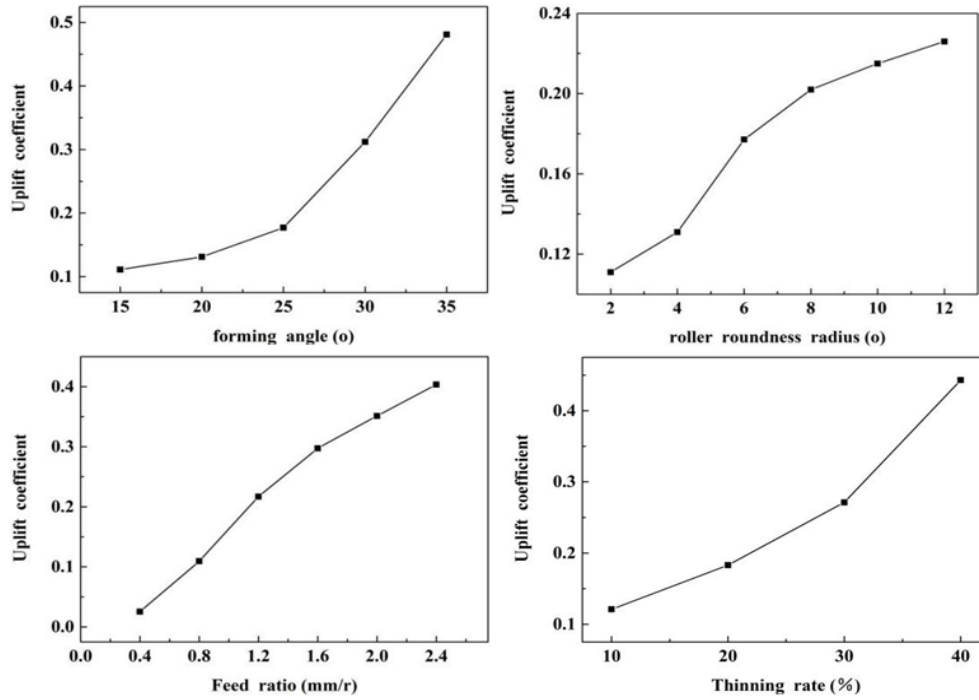 0.5
0.4
0.3
0.2
0.1
Uplift coefficient
15 20 25 30 35
forming angle (o)
0.24
0.20
0.16
0.12
Uplift coefficient
2 4 6 8 10 12
roller roundness radius (o)
0.4
0.3
0.2
0.1
0.0
Uplift coefficient
0.4 0.8 1.2 1.6 2.0 2.4
Feed ratio (mm/r)
0.4
0.3
0.2
0.1
Uplift coefficient
10 20 30 40
Thinning rate (%)